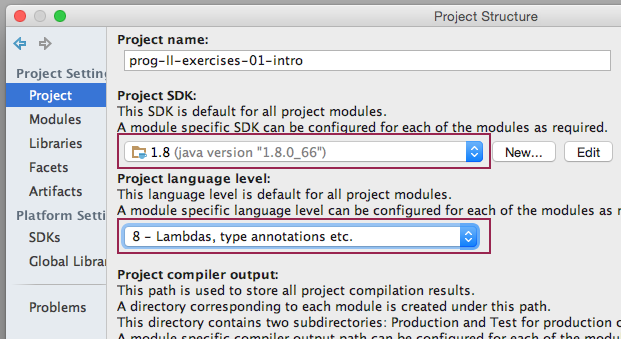 Project Structure
Project Settin
Project
Modules
Libraries
Facets
Artifacts
Platform Setti
SDKs
Global Librar
Problems
Project name:
prog-II-exercises-01-intro
Project SDK:
This SDK is default for all project modules.
A module specific SDK can be configured for each of the modules as required.
1.8 (java version "1.8.0_66")
New...
Edit
Project language level:
This language level is default for all project modules.
A module specific language level can be configured for each of the modules as r
8 - Lambdas, type annotations etc.
Project compiler output:
This path is used to store all project compilation results.
A directory corresponding to each module is created under this path.
This directory contains two subdirectories: Production and Test for production c
A module specific compiler output path can be configured for each of the modu